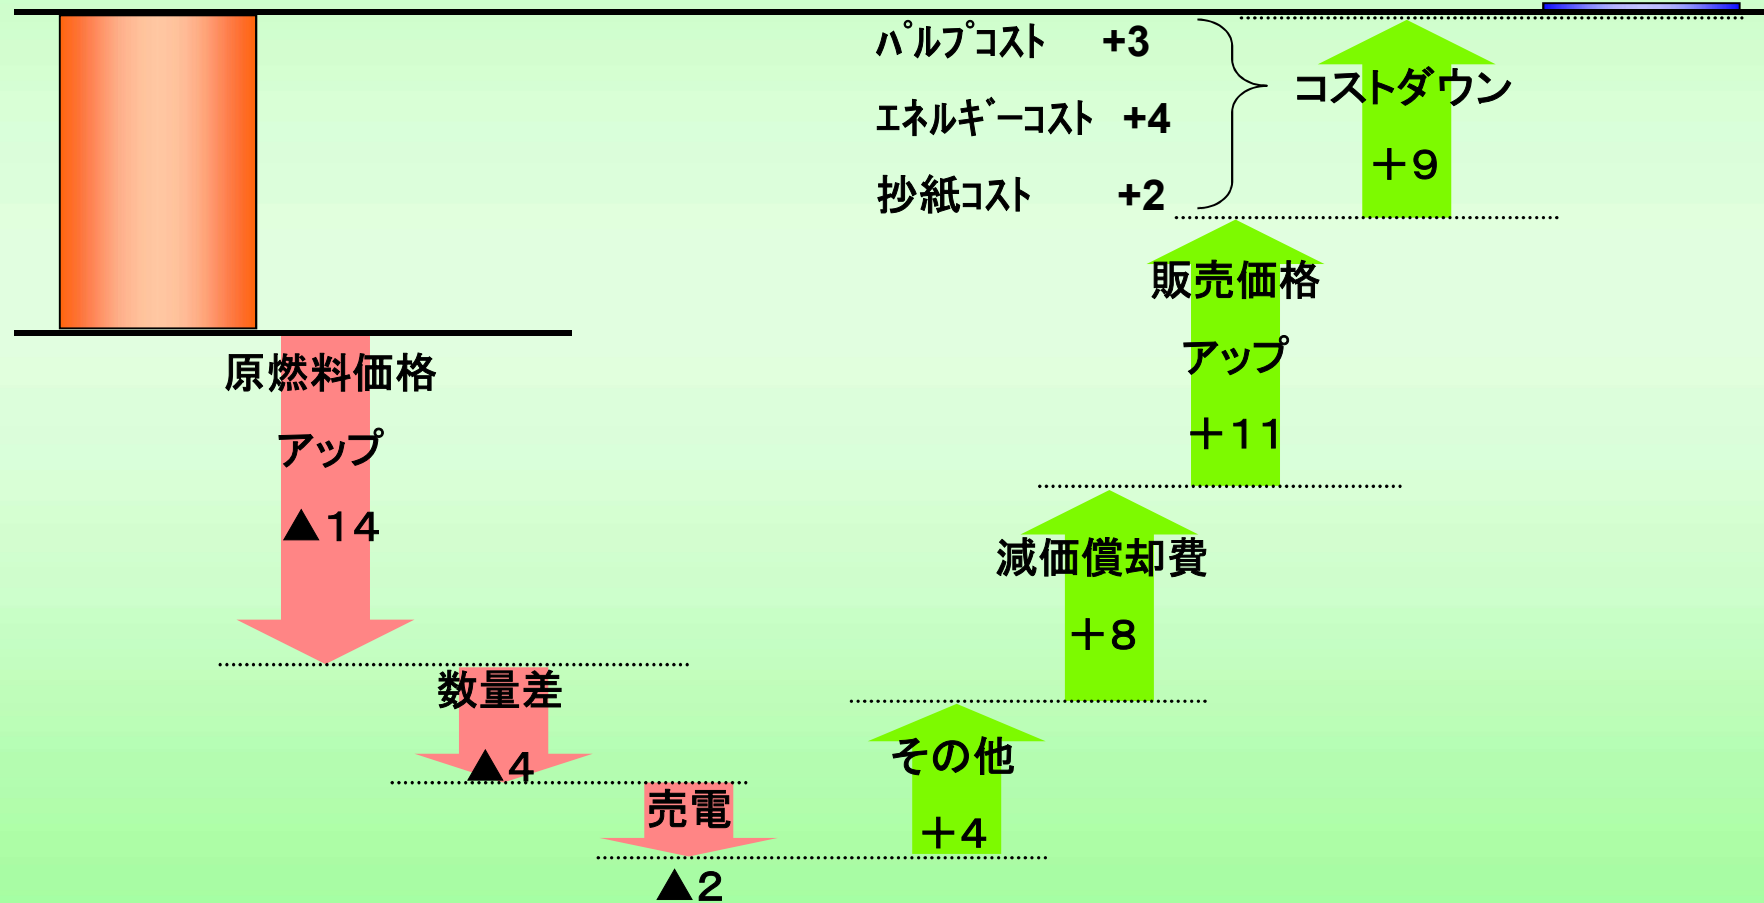 ﾊﾟﾙﾌﾟｺｽﾄ +3
ｴﾈﾙｷﾞｰｺｽﾄ +4
抄紙ｺｽﾄ +2
コストダウン
＋９
販売価格
アップ
＋１１
原燃料価格
アップ
▲１４
減価償却費
＋８
数量差
▲４
その他
＋４
売電
▲２